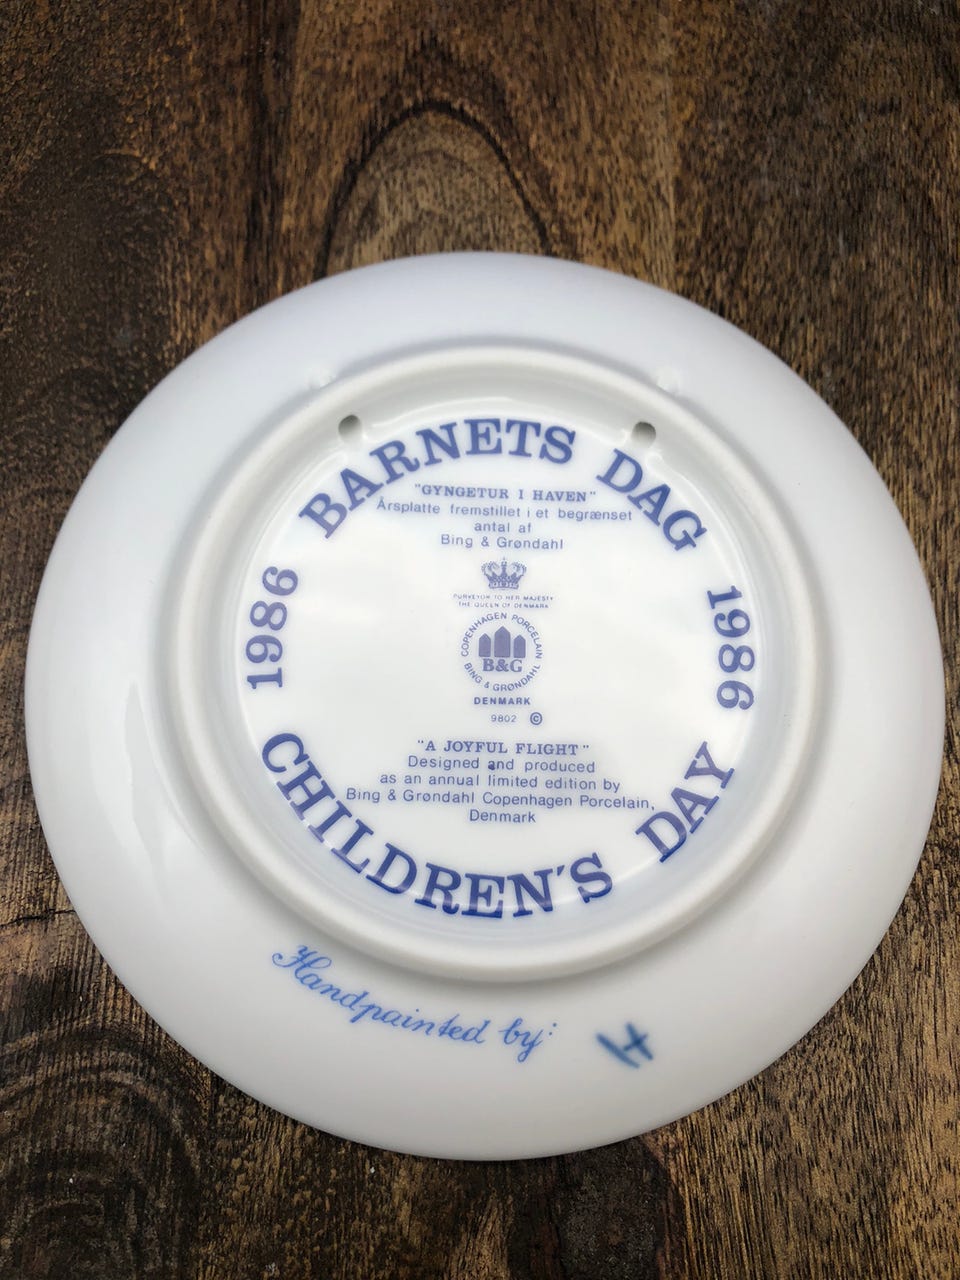 BARNETS DAG
"GYNGETUR I HAVEN"
Årsplatte fremstillet i et begrænset
antal af
Bing & Grøndahl
PURVEYOR TO HER MAJESTY
THE QUEEN OF DENMARK
COPENHAGEN PORCELAIN
B&G
BING & GRØNDAHL
DENMARK
9802 ©
1986
1986
"A JOYFUL FLIGHT"
Designed and produced
as an annual limited edition by
Bing & Grøndahl Copenhagen Porcelain,
Denmark
CHILDREN'S DAY
Handpainted by: H